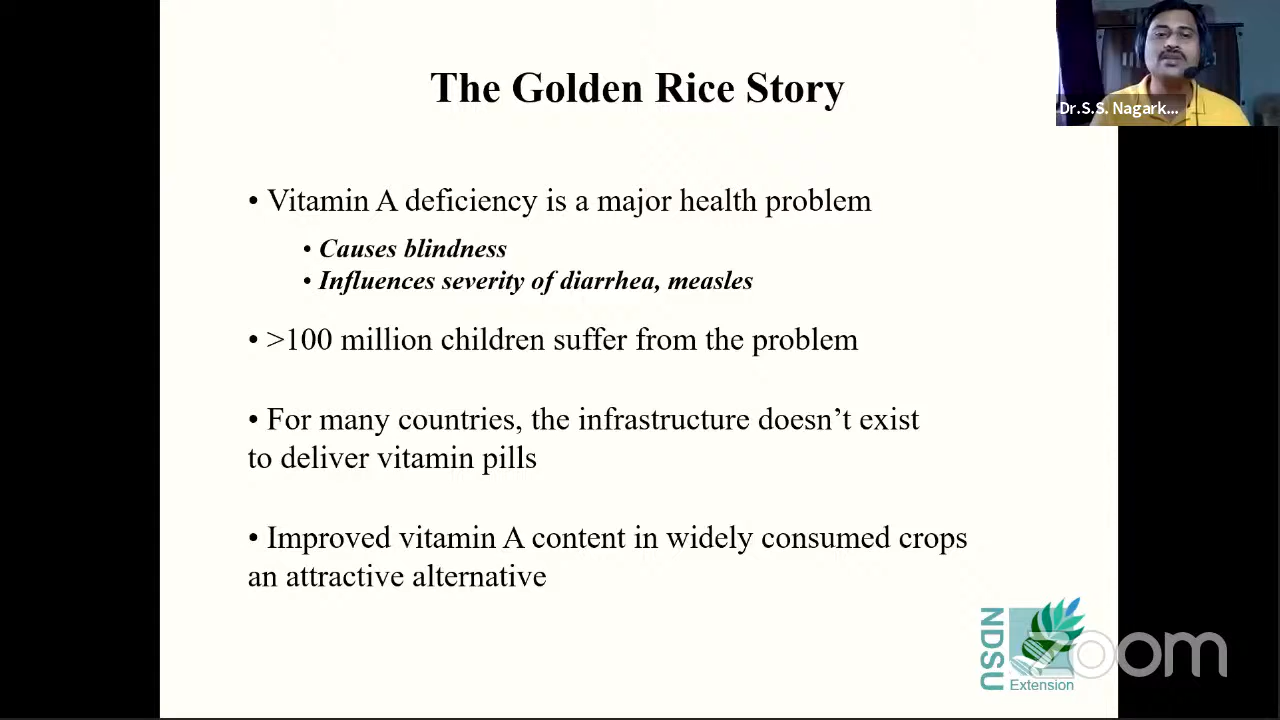 The Golden Rice Story
Dr.S.S. Nagark...
• Vitamin A deficiency is a major health problem
• Causes blindness
• Influences severity of diarrhea, measles
• >100 million children suffer from the problem
• For many countries, the infrastructure doesn’t exist
to deliver vitamin pills
• Improved vitamin A content in widely consumed crops
an attractive alternative
NDSU
Extension
zoom